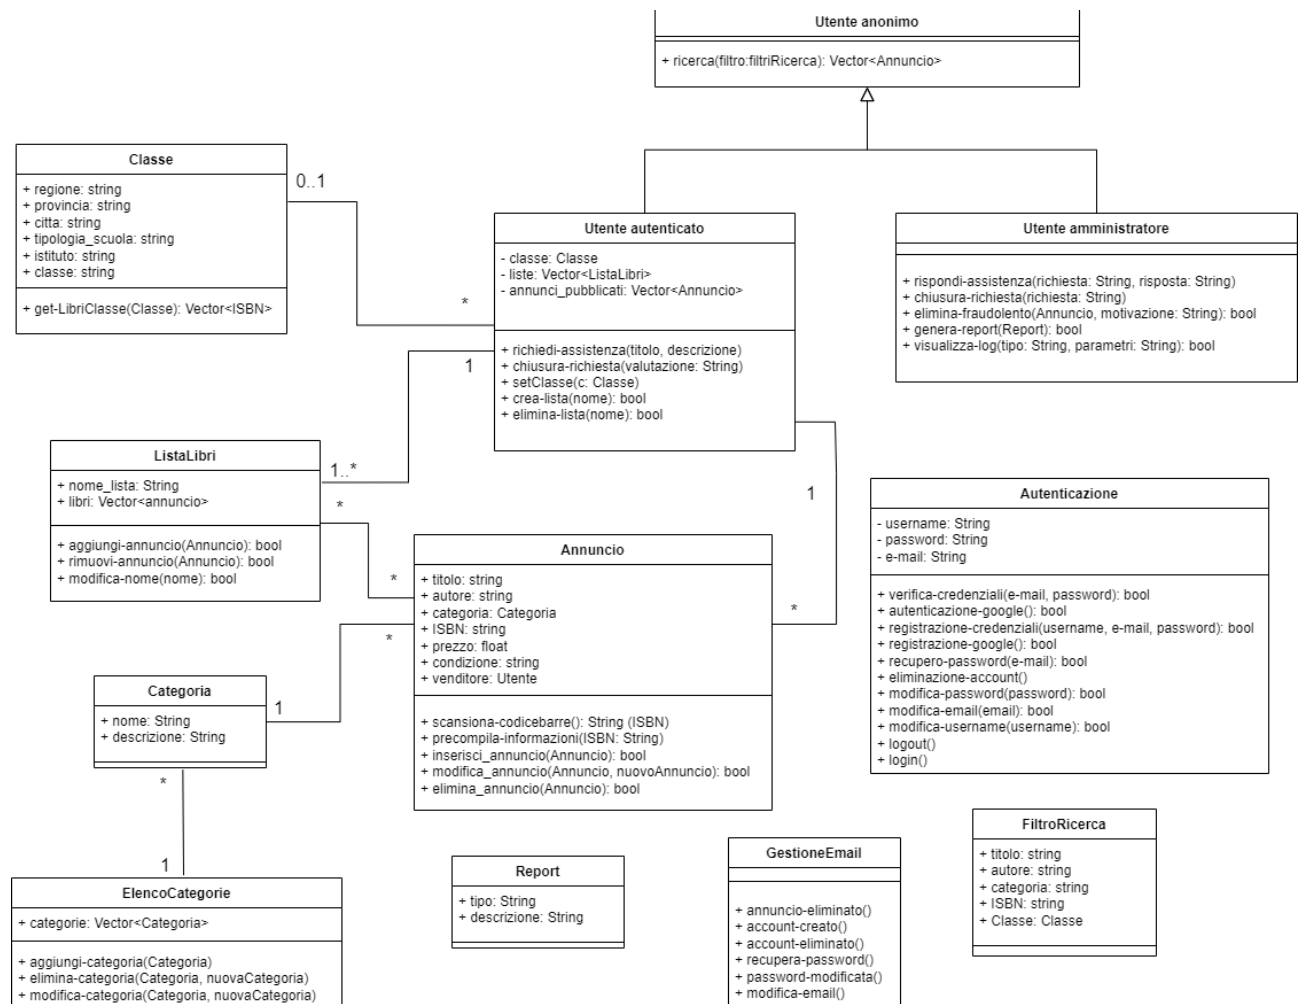 Utente anonimo
+ ricerca(filtro:filtriRicerca): Vector<Annuncio>
Classe
+ regione: string
+ provincia: string
+ citta: string
+ tipologia_scuola: string
+ istituto: string
+ classe: string
+ get-LibriClasse(Classe): Vector<ISBN>
0..1
*
Utente autenticato
- classe: Classe
- liste: Vector<ListaLibri>
- annunci_pubblicati: Vector<Annuncio>
+ richiedi-assistenza(titolo, descrizione)
+ chiusura-richiesta(valutazione: String)
+ setClasse(c: Classe)
+ crea-lista(nome): bool
+ elimina-lista(nome): bool
Utente amministratore
+ rispondi-assistenza(richiesta: String, risposta: String)
+ chiusura-richiesta(richiesta: String)
+ elimina-fraudolento(Annuncio, motivazione: String): bool
+ genera-report(Report): bool
+ visualizza-log(tipo: String, parametri: String): bool
1
1..*
ListaLibri
+ nome_lista: String
+ libri: Vector<annuncio>
+ aggiungi-annuncio(Annuncio): bool
+ rimuovi-annuncio(Annuncio): bool
+ modifica-nome(nome): bool
*
*
1
*
Annuncio
+ titolo: string
+ autore: string
+ categoria: Categoria
+ ISBN: string
+ prezzo: float
+ condizione: string
+ venditore: Utente
+ scansiona-codicebarre(): String (ISBN)
+ precompila-informazioni(ISBN: String)
+ inserisci_annuncio(Annuncio): bool
+ modifica_annuncio(Annuncio, nuovoAnnuncio): bool
+ elimina_annuncio(Annuncio): bool
Autenticazione
- username: String
- password: String
- e-mail: String
+ verifica-credenziali(e-mail, password): bool
+ autenticazione-google(): bool
+ registrazione-credenziali(username, e-mail, password): bool
+ registrazione-google(): bool
+ recupero-password(e-mail): bool
+ eliminazione-account()
+ modifica-password(password): bool
+ modifica-email(email): bool
+ modifica-username(username): bool
+ logout()
+ login()
*
1
Categoria
+ nome: String
+ descrizione: String
*
1
ElencoCategorie
+ categorie: Vector<Categoria>
+ aggiungi-categoria(Categoria)
+ elimina-categoria(Categoria, nuovaCategoria)
+ modifica-categoria(Categoria, nuovaCategoria)
Report
+ tipo: String
+ descrizione: String
GestioneEmail
+ annuncio-eliminato()
+ account-creato()
+ account-eliminato()
+ recupera-password()
+ password-modificata()
+ modifica-email()
FiltroRicerca
+ titolo: string
+ autore: string
+ categoria: string
+ ISBN: string
+ Classe: Classe